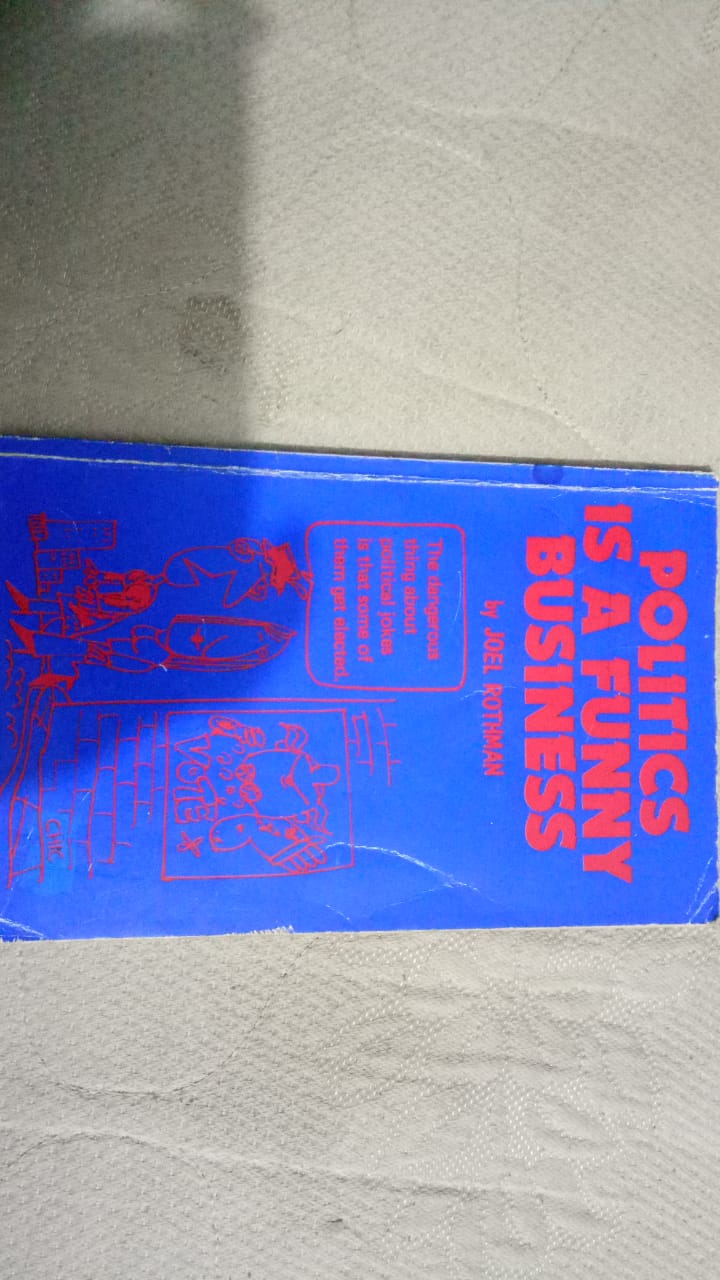 POLITICS
IS A FUNNY
BUSINESS
by JOEL ROTHMAN
The dangerous
thing about
political jokes
is that some of
them get elected.
VOTE